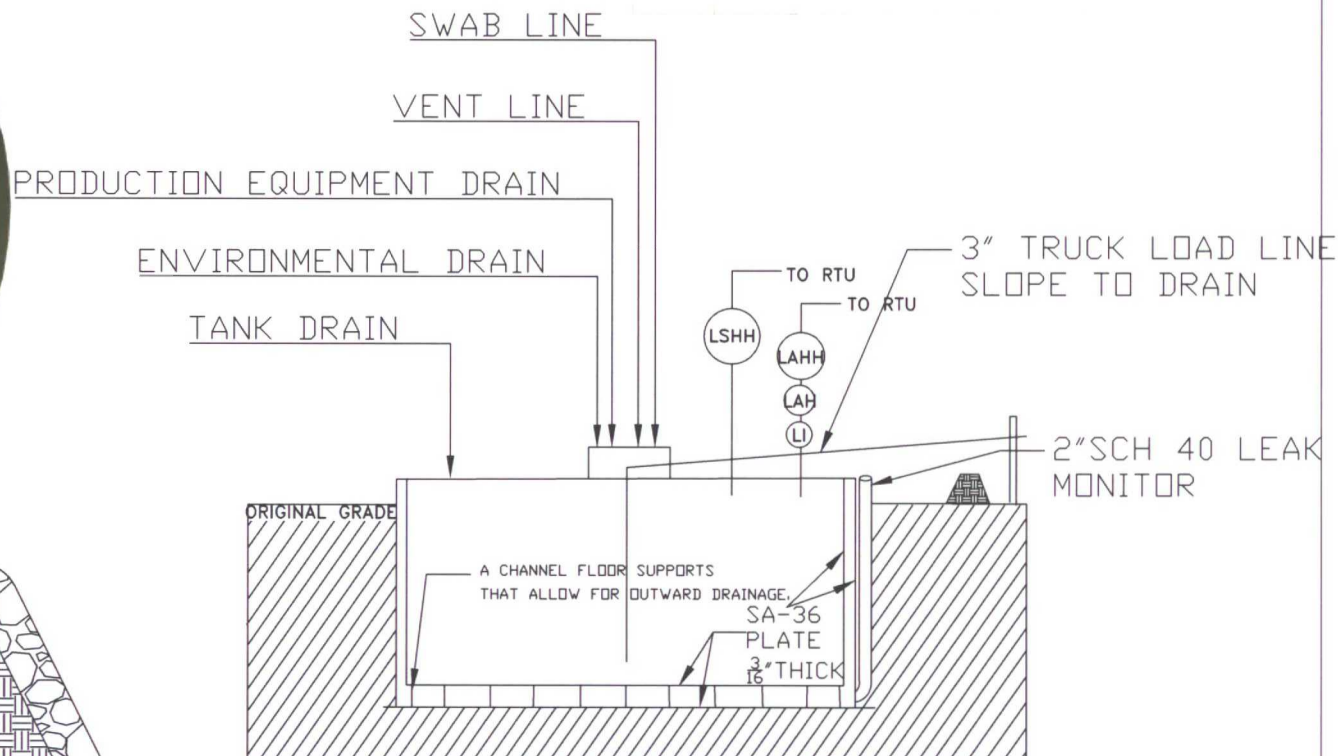 SWAB LINE
VENT LINE
PRODUCTION EQUIPMENT DRAIN
ENVIRONMENTAL DRAIN
TANK DRAIN
3" TRUCK LOAD LINE
SLOPE TO DRAIN
TO RTU
TO RTU
LSHH
LAHH
LAH
LI
2"SCH 40 LEAK
MONITOR
ORIGINAL GRADE
A CHANNEL FLOOR SUPPORTS
THAT ALLOW FOR OUTWARD DRAINAGE.
SA-36
PLATE
3/16" THICK